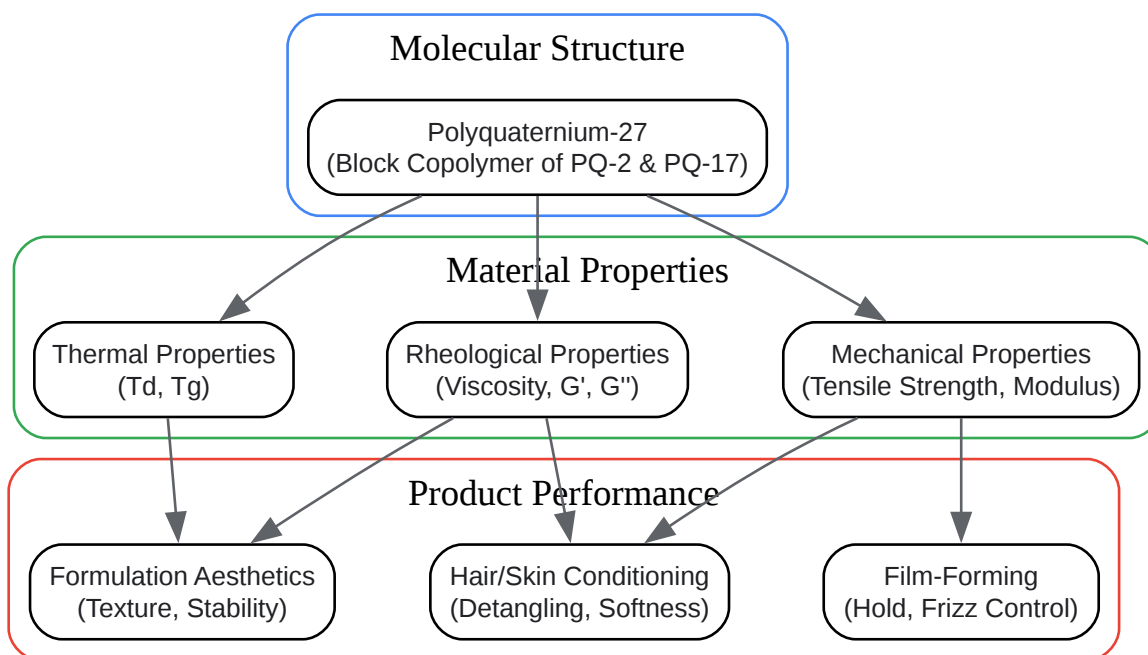 Molecular Structure
Polyquaternium-27
(Block Copolymer of PQ-2 & PQ-17)
Material Properties
Thermal Properties
(Td, Tg)
Rheological Properties
(Viscosity, G', G'')
Mechanical Properties
(Tensile Strength, Modulus)
Product Performance
Formulation Aesthetics
(Texture, Stability)
Hair/Skin Conditioning
(Detangling, Softness)
Film-Forming
(Hold, Frizz Control)